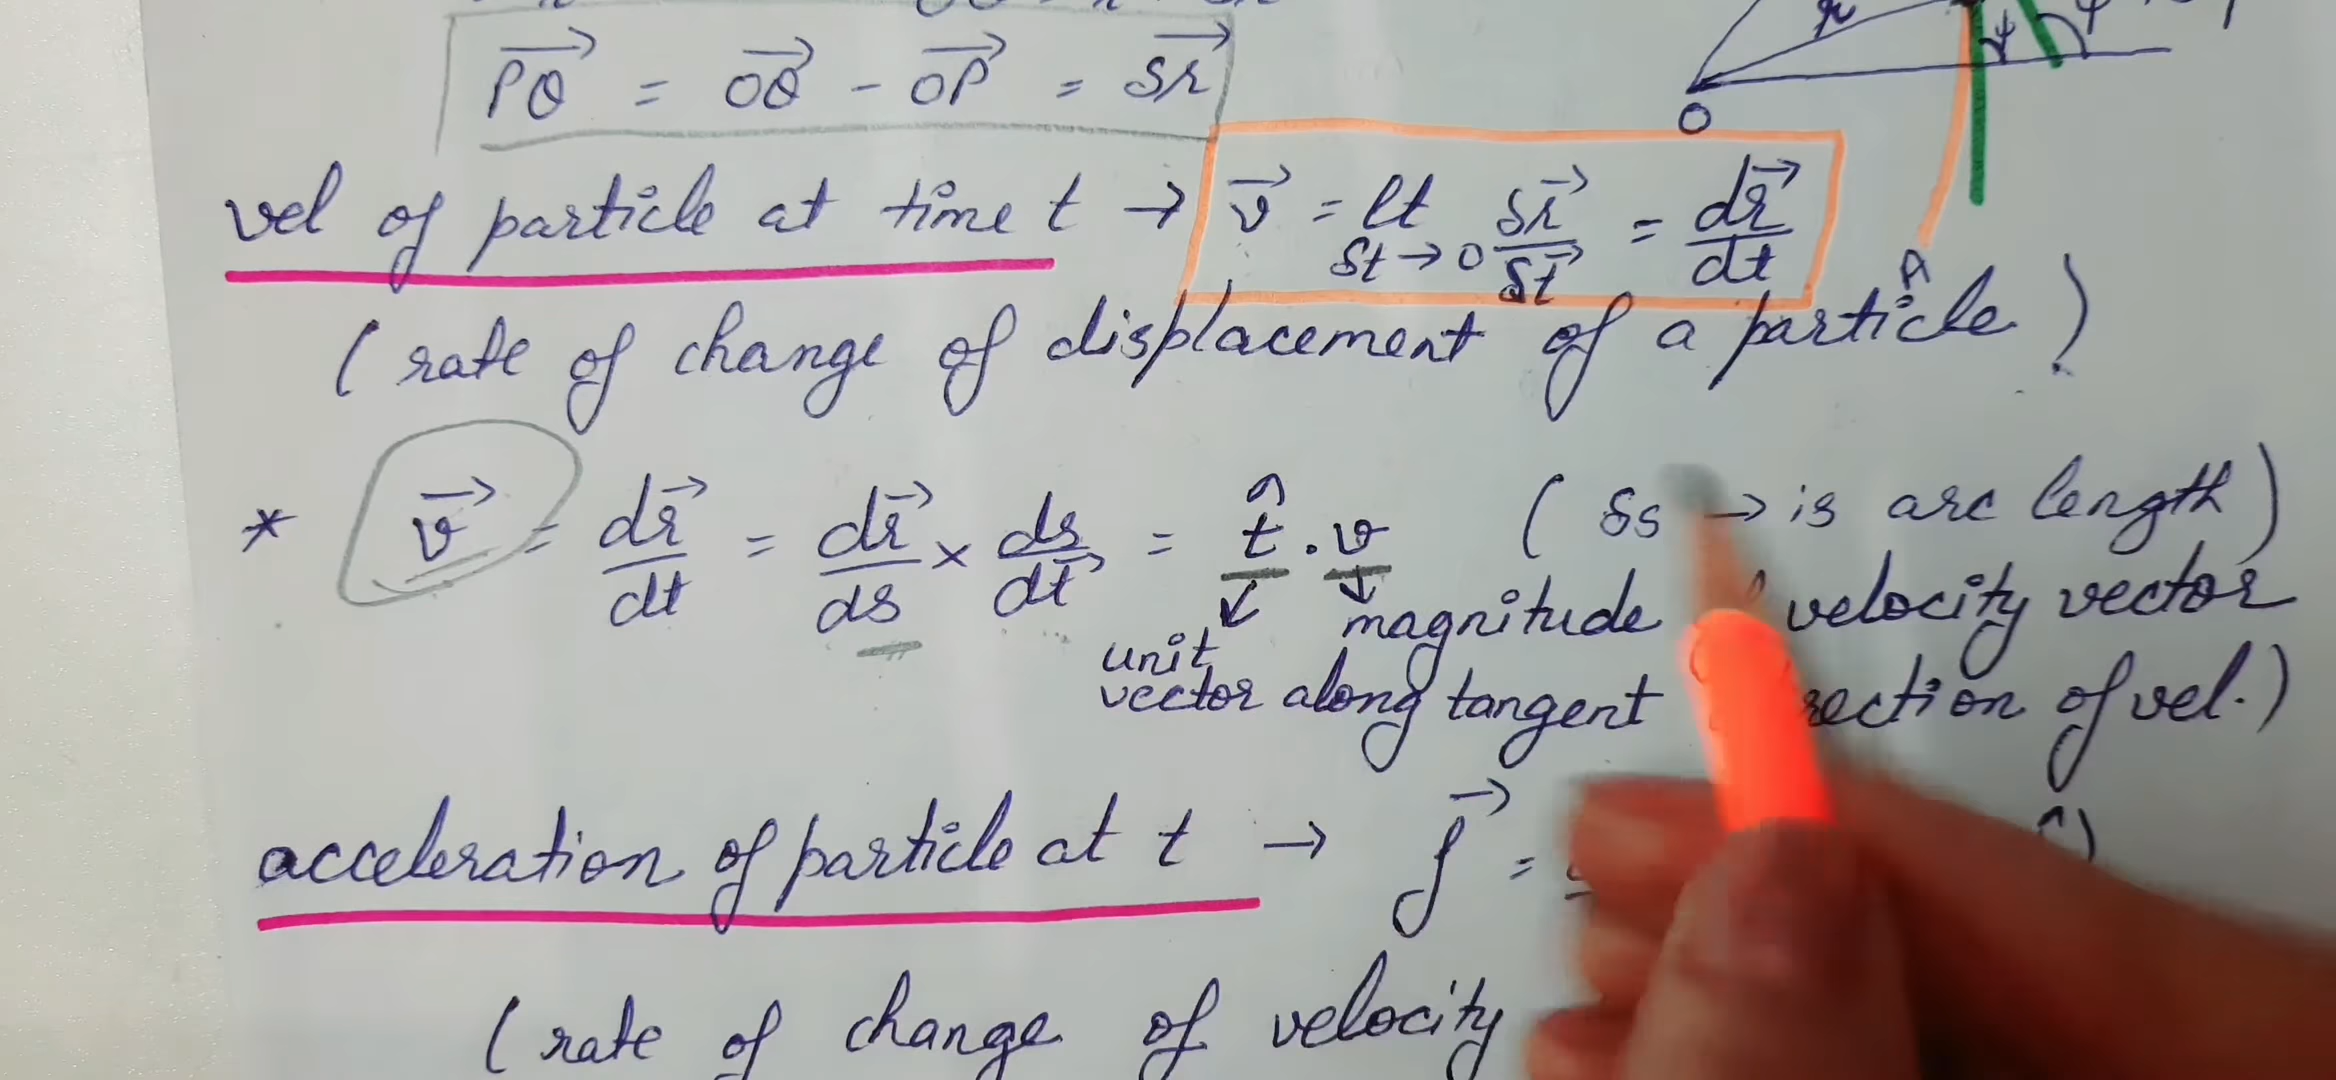 r
ψ
ψ
O
A
PQ⃗ = OQ⃗ - OP⃗ = δr⃗
vel of particle at time t → v⃗ = lt δt→0 δr⃗/δt⃗ = dr⃗/dt
( rate of change of displacement of a particle )
* v⃗ = dr⃗/dt = dr⃗/ds × ds/dt = t̂ . v ( δs → is arc length )
magnitude velocity vector
unit
vector along tangent rection of vel.)
acceleration of particle at t → f⃗ =
( rate of change of velocity